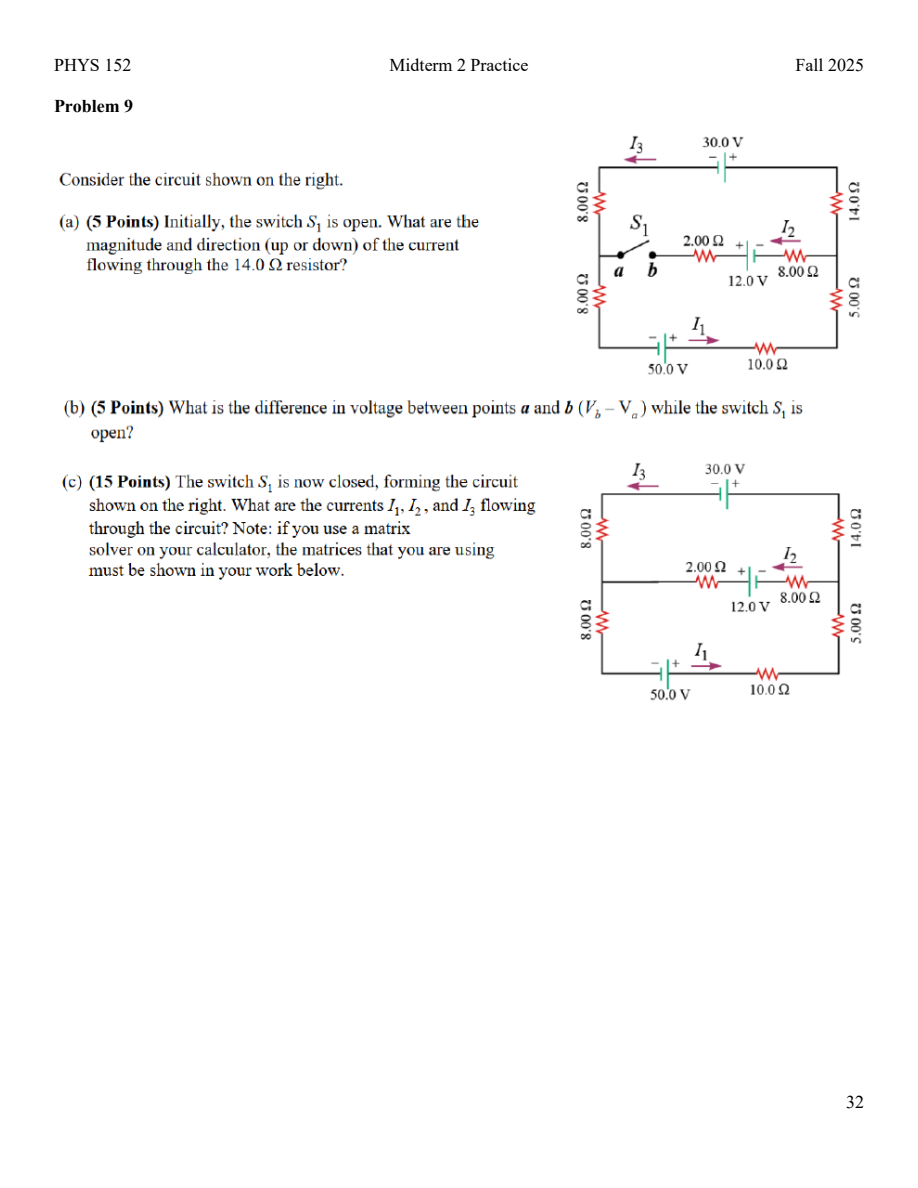 PHYS 152 Midterm 2 Practice Fall 2025
Problem 9
Consider the circuit shown on the right.
(a) (5 Points) Initially, the switch S₁ is open. What are the
magnitude and direction (up or down) of the current
flowing through the 14.0 Ω resistor?
I₃
30.0 V
− +
8.00 Ω
14.0 Ω
S₁
2.00 Ω
+ −
I₂
a b
12.0 V
8.00 Ω
8.00 Ω
5.00 Ω
I₁
− +
50.0 V
10.0 Ω
(b) (5 Points) What is the difference in voltage between points a and b (V_b – V_a) while the switch S₁ is
open?
(c) (15 Points) The switch S₁ is now closed, forming the circuit
shown on the right. What are the currents I₁, I₂, and I₃ flowing
through the circuit? Note: if you use a matrix
solver on your calculator, the matrices that you are using
must be shown in your work below.
I₃
30.0 V
− +
8.00 Ω
14.0 Ω
2.00 Ω
+ −
I₂
12.0 V
8.00 Ω
8.00 Ω
5.00 Ω
I₁
− +
50.0 V
10.0 Ω
32